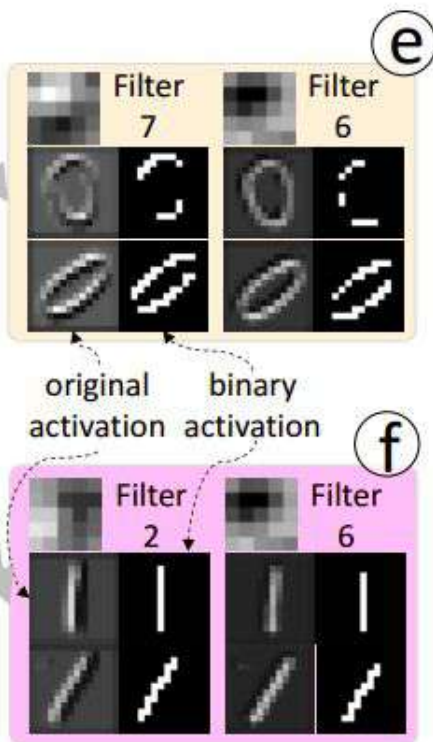 e
Filter 7
Filter 6
original activation
binary activation
f
Filter 2
Filter 6